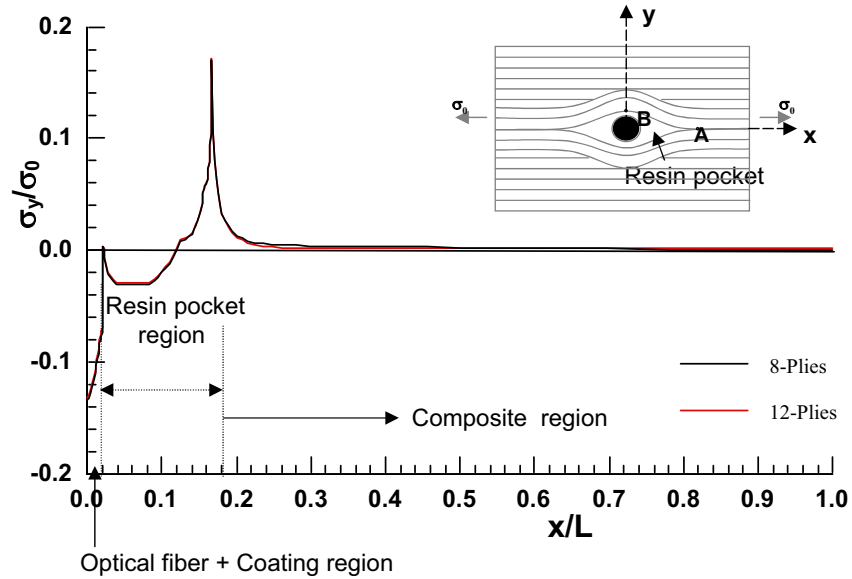 0.2
y
σ₀
σ₀
B
A
x
Resin pocket
0.1
σy/σ0
0.0
Resin pocket
region
-0.1
8-Plies
12-Plies
Composite region
-0.2
0.0 0.1 0.2 0.3 0.4 0.5 0.6 0.7 0.8 0.9 1.0
x/L
Optical fiber + Coating region